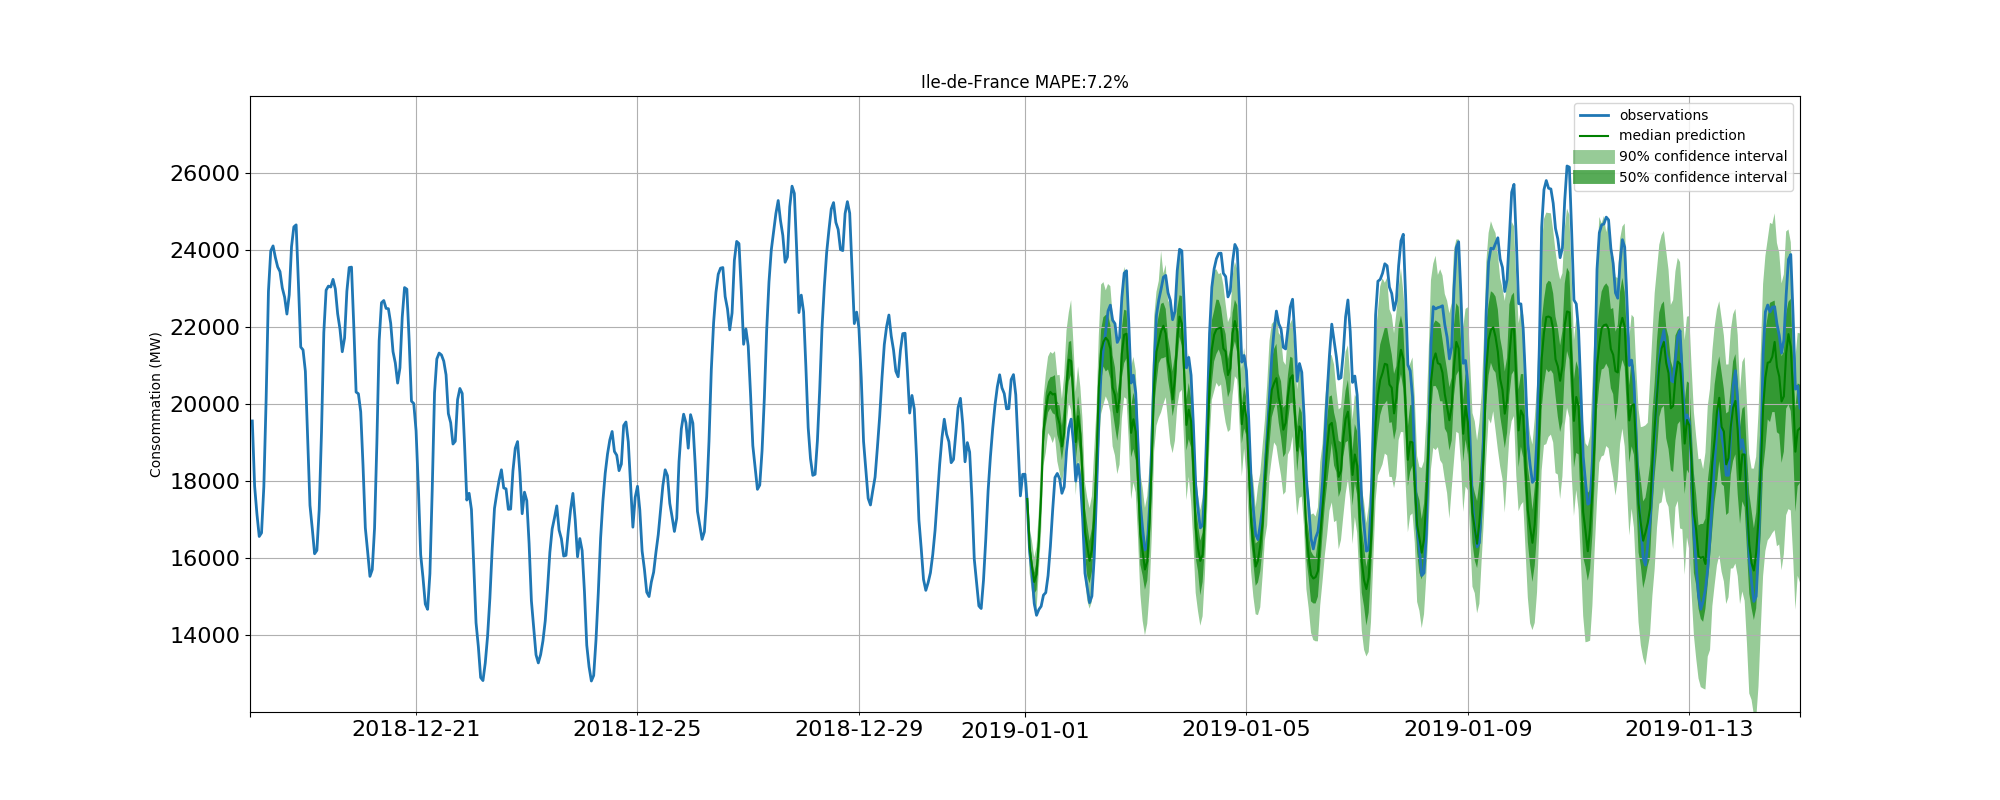 Ile-de-France MAPE:7.2%
observations
median prediction
90% confidence interval
50% confidence interval
Consommation (MW)
26000
24000
22000
20000
18000
16000
14000
2018-12-21 2018-12-25 2018-12-29 2019-01-01 2019-01-05 2019-01-09 2019-01-13